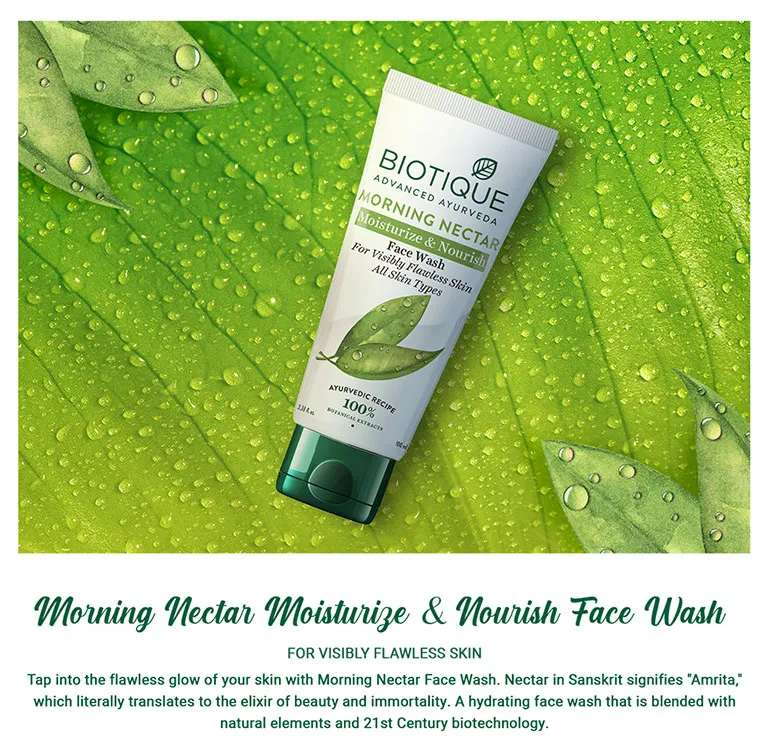 BIOTIQUE
ADVANCED AYURVEDA
MORNING NECTAR
Moisturize & Nourish
Face Wash
For Visibly Flawless Skin
All Skin Types
AYURVEDIC RECIPE
100%
BOTANICAL EXTRACTS
Morning Nectar Moisturize & Nourish Face Wash
FOR VISIBLY FLAWLESS SKIN
Tap into the flawless glow of your skin with Morning Nectar Face Wash. Nectar in Sanskrit signifies "Amrita,"
which literally translates to the elixir of beauty and immortality. A hydrating face wash that is blended with
natural elements and 21st Century biotechnology.